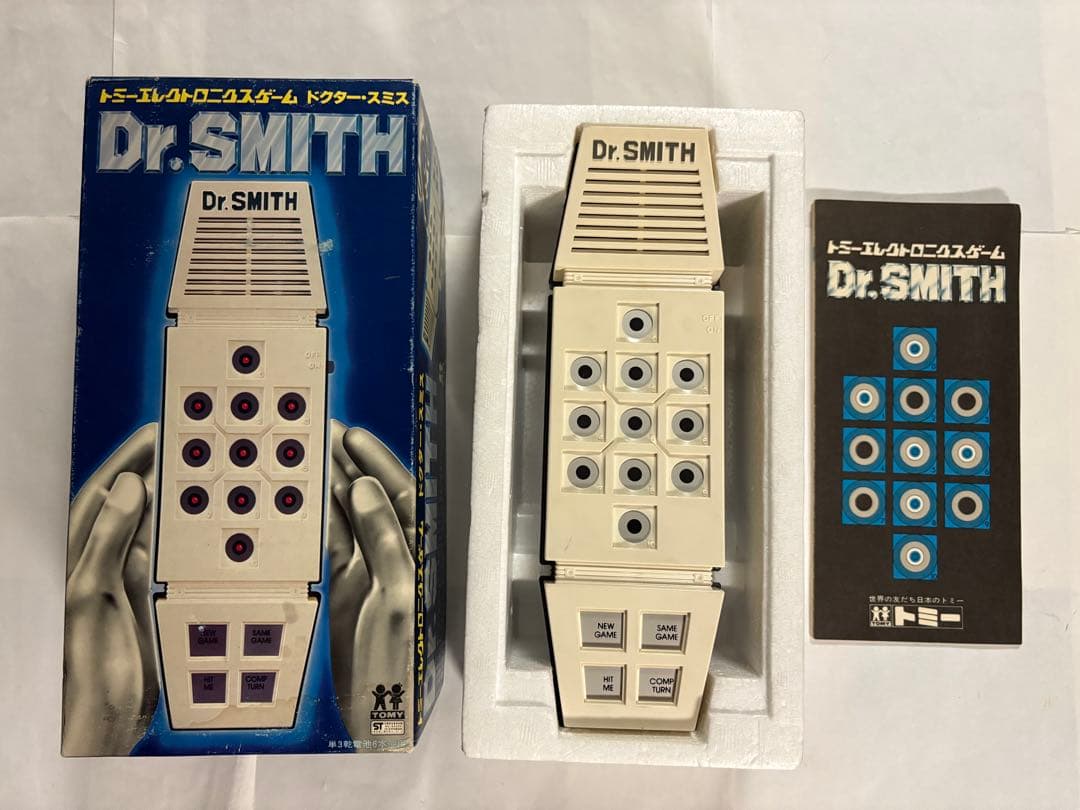 トミーエレクトロニクスゲーム ドクター・スミス
Dr.SMITH
Dr.SMITH
OFF
ON
NEW GAME
SAME GAME
HIT ME
COMP TURN
TOMY
ST
単3乾電池6本使用
Dr.SMITH
OFF
ON
NEW
GAME
SAME
GAME
HIT
ME
COMP
TURN
トミーエレクトロニクスゲーム
Dr.SMITH
世界の友だち日本のトミー
TOMY トミー